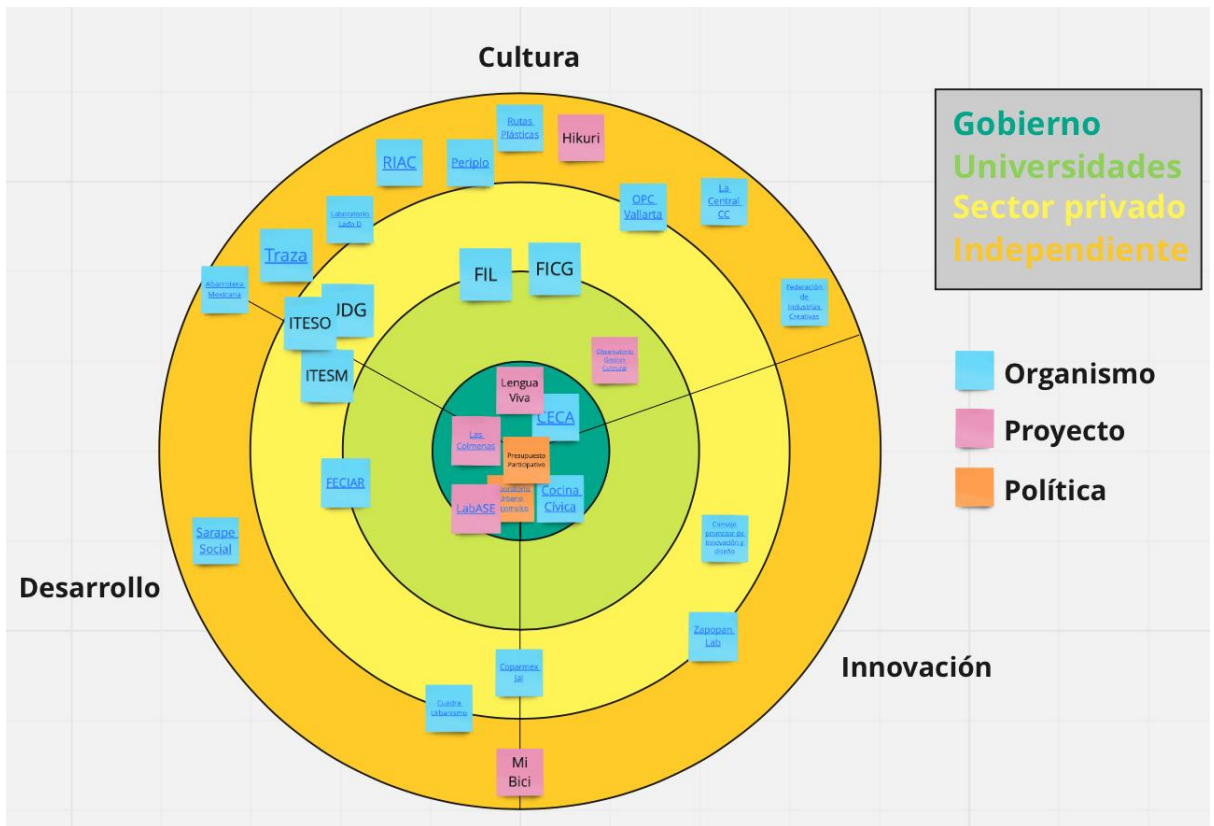 Cultura
Gobierno
Universidades
Sector privado
Independiente
Rutas
Plásticas
Hikuri
RIAC
Periplo
OPC
Vallarta
La
Central
CC
Laboratorio
Lado D
Traza
Abarrotera
Mexicana
FIL
FICG
Federación
de
Industrias
Creativas
ITESO
UDG
ITESM
Observatorio
Gestión
Cultural
Organismo
Proyecto
Política
Lengua
Viva
CECA
Las
Colmenas
Presupuesto
Participativo
FECIAR
LabASE
Urbano
Cocina
Cívica
Sarape
Social
Consejo
promotor de
innovación y
diseño
Desarrollo
Zapopan
Lab
Innovación
Coparmex
Jal
Cuadra
Urbanismo
Mi
Bici